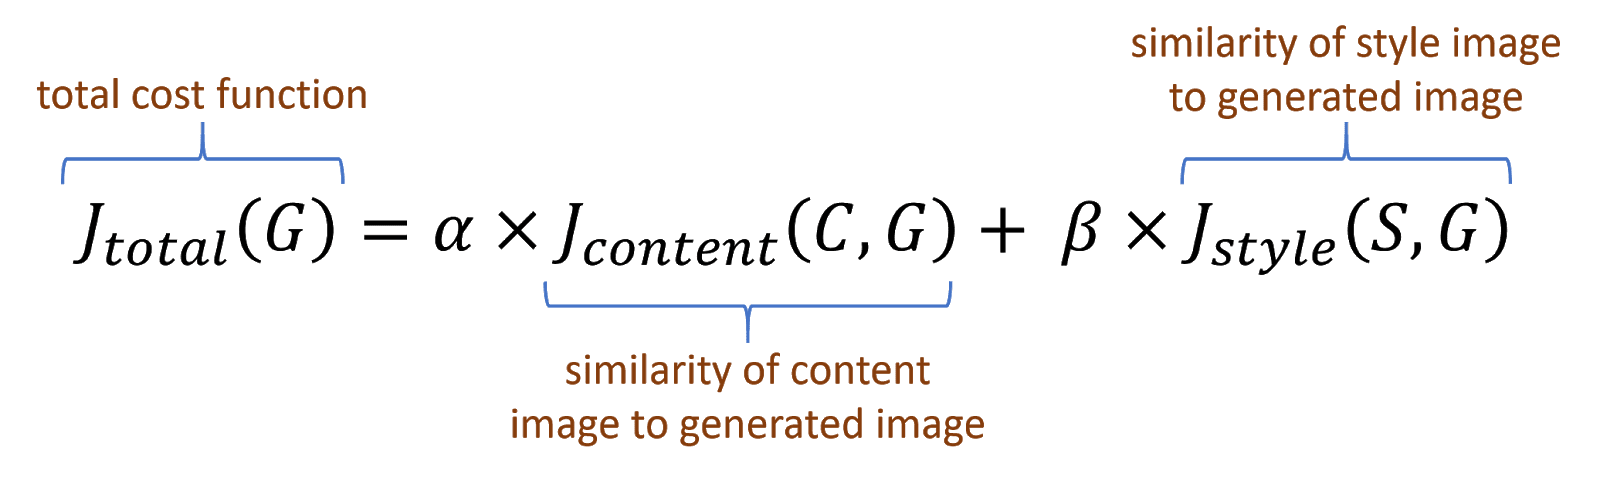 similarity of style image
to generated image
total cost function
J_total(G) = α × J_content(C, G) + β × J_style(S, G)
similarity of content
image to generated image